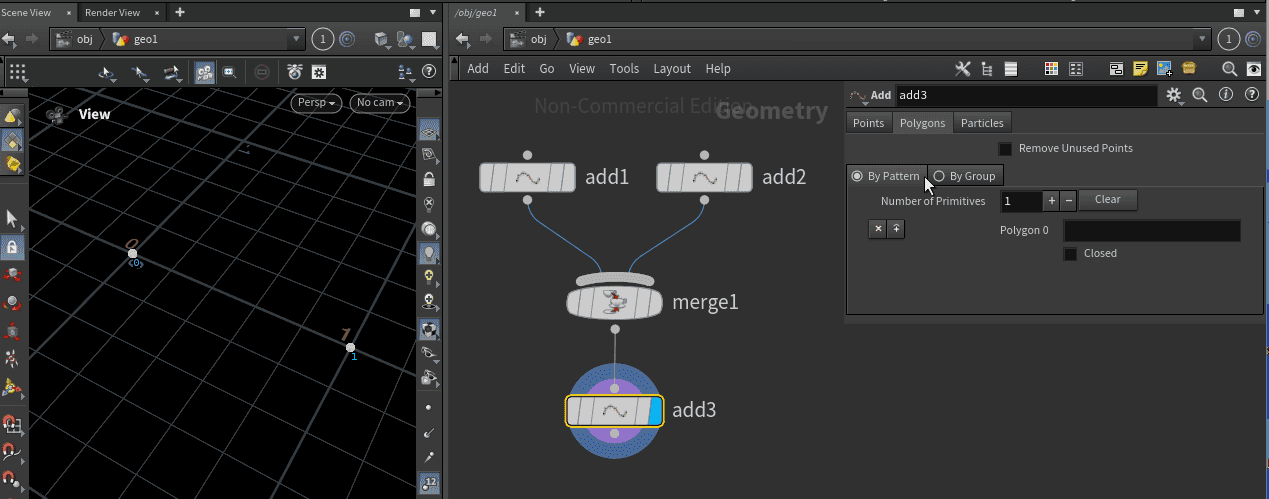 Scene View × Render View × +
/obj/geo1 × +
obj geo1 1
obj geo1 1
Add Edit Go View Tools Layout Help
View
Persp No cam
Non-Commercial Edition
Geometry
Add add3
Points Polygons Particles
Remove Unused Points
By Pattern By Group
Number of Primitives 1 + − Clear
Polygon 0
Closed
add1 add2
merge1
add3
0
0
1
1
12